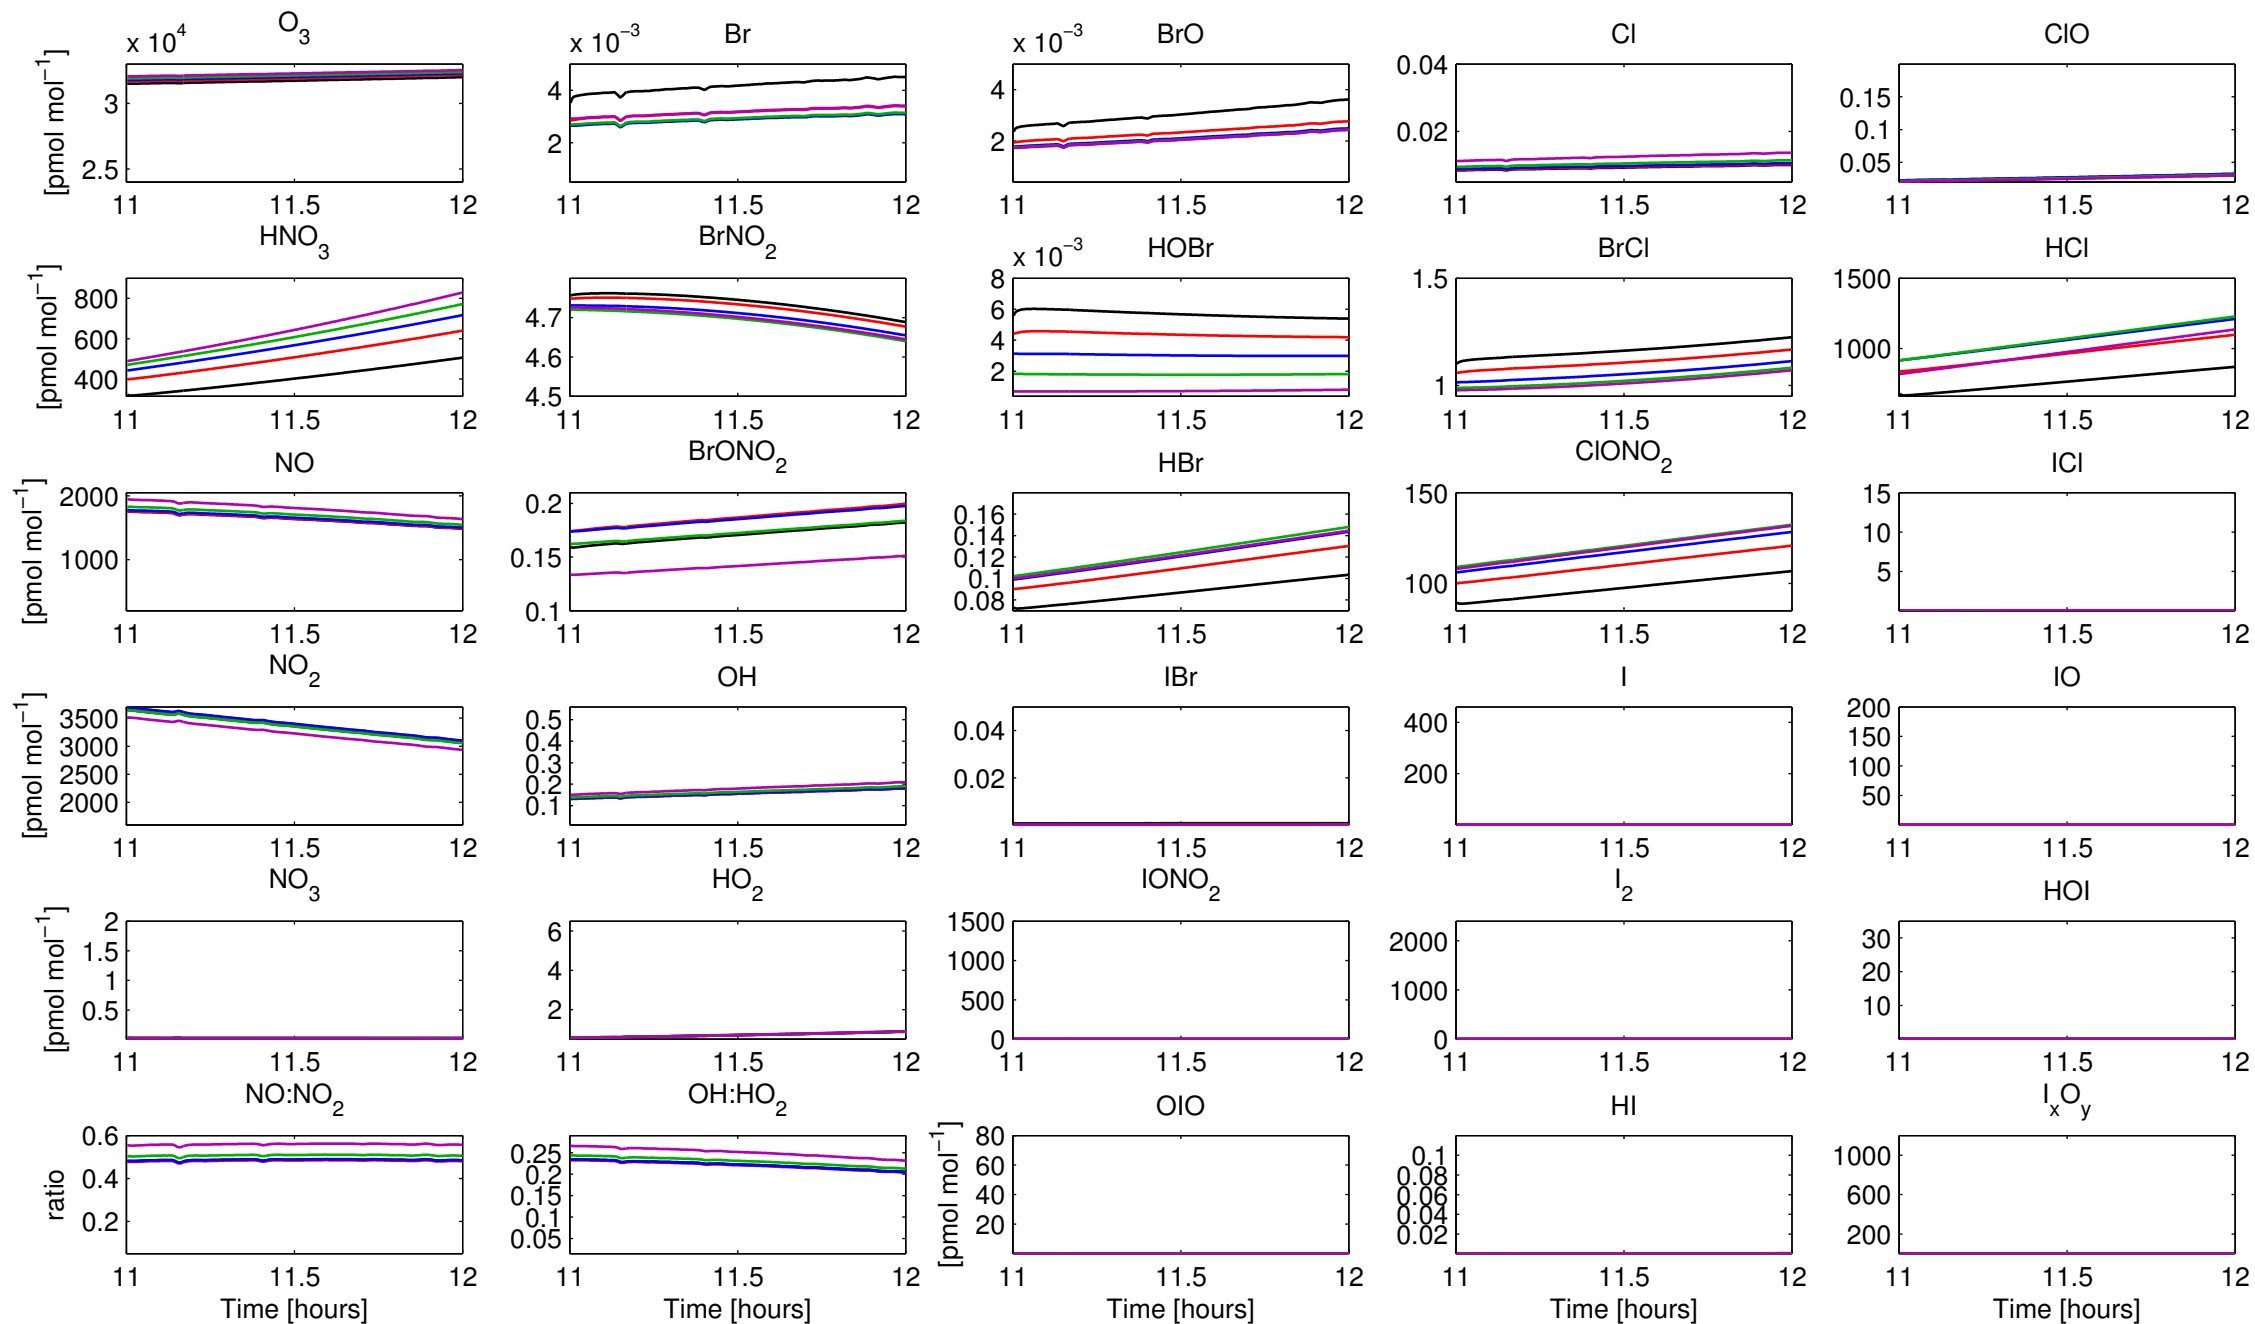 O3 Br BrO Cl ClO
x 10^4 x 10^−3 x 10^−3
[pmol mol−1] 3 2.5 4 2 4 2 0.04 0.02 0.15 0.1 0.05
11 11.5 12 11 11.5 12 11 11.5 12 11 11.5 12 11 11.5 12
HNO3 BrNO2 HOBr BrCl HCl
x 10^−3
[pmol mol−1] 800 600 400 4.7 4.6 4.5 8 6 4 2 1.5 1 1500 1000
11 11.5 12 11 11.5 12 11 11.5 12 11 11.5 12 11 11.5 12
NO BrONO2 HBr ClONO2 ICl
[pmol mol−1] 2000 1000 0.2 0.15 0.1 0.16 0.14 0.12 0.1 0.08 150 100 15 10 5
11 11.5 12 11 11.5 12 11 11.5 12 11 11.5 12 11 11.5 12
NO2 OH IBr I IO
[pmol mol−1] 3500 3000 2500 2000 0.5 0.4 0.3 0.2 0.1 0.04 0.02 400 200 200 150 100 50
11 11.5 12 11 11.5 12 11 11.5 12 11 11.5 12 11 11.5 12
NO3 HO2 IONO2 I2 HOI
[pmol mol−1] 2 1.5 1 0.5 6 4 2 1500 1000 500 0 2000 1000 0 30 20 10
11 11.5 12 11 11.5 12 11 11.5 12 11 11.5 12 11 11.5 12
NO:NO2 OH:HO2 OIO HI IxOy
ratio 0.6 0.4 0.2 0.25 0.2 0.15 0.1 0.05 [pmol mol−1] 80 60 40 20 0.1 0.08 0.06 0.04 0.02 1000 600 200
11 11.5 12 11 11.5 12 11 11.5 12 11 11.5 12 11 11.5 12
Time [hours] Time [hours] Time [hours] Time [hours] Time [hours]